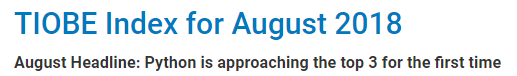 TIOBE Index for August 2018
August Headline: Python is approaching the top 3 for the first time